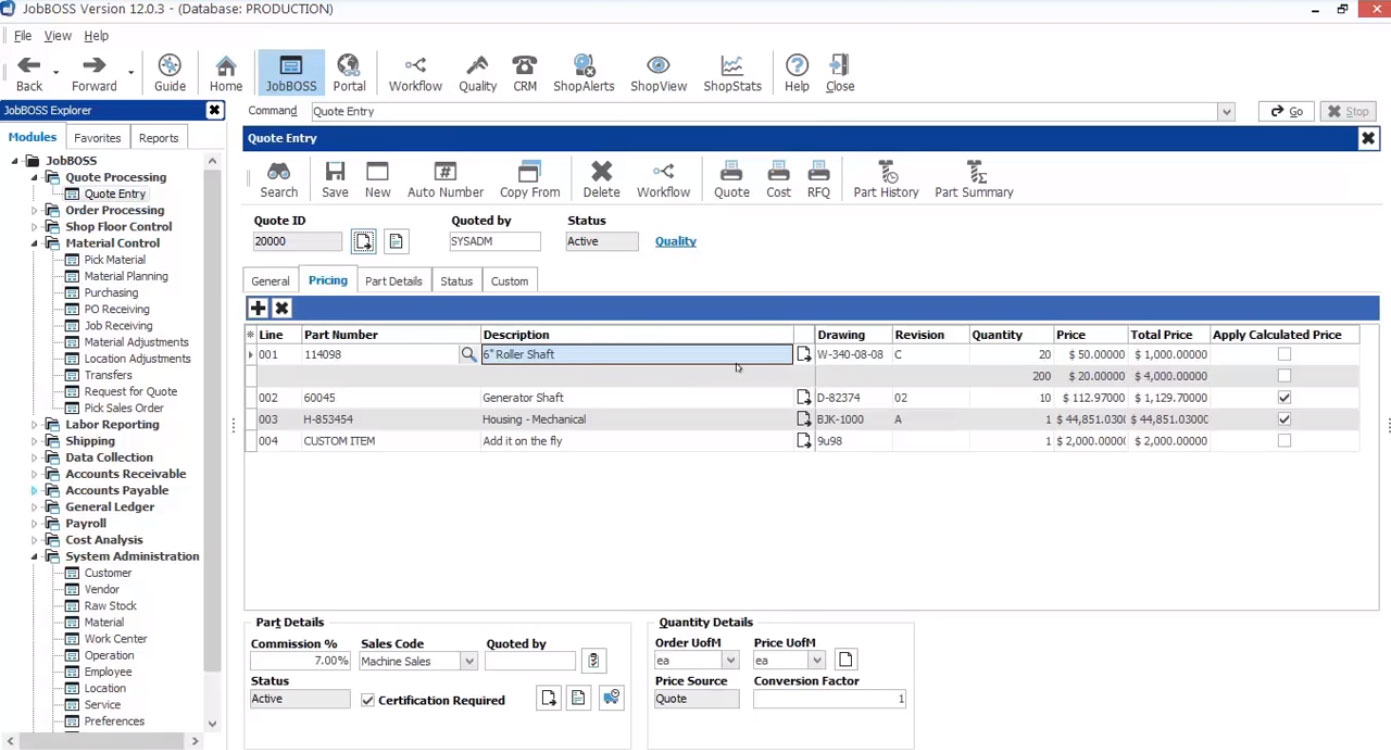 JobBOSS Version 12.0.3 - (Database: PRODUCTION)
File View Help
Back Forward Guide Home JobBOSS Portal Workflow Quality CRM ShopAlerts ShopView ShopStats Help Close
JobBOSS Explorer
Command Quote Entry Go Stop
Modules Favorites Reports
Quote Entry
JobBOSS
Quote Processing
Quote Entry
Order Processing
Shop Floor Control
Material Control
Pick Material
Material Planning
Purchasing
PO Receiving
Job Receiving
Material Adjustments
Location Adjustments
Transfers
Request for Quote
Pick Sales Order
Labor Reporting
Shipping
Data Collection
Accounts Receivable
Accounts Payable
General Ledger
Payroll
Cost Analysis
System Administration
Customer
Vendor
Raw Stock
Material
Work Center
Operation
Employee
Location
Service
Preferences
Search Save New Auto Number Copy From Delete Workflow Quote Cost RFQ Part History Part Summary
Quote ID Quoted by Status
20000 SYSADM Active Quality
General Pricing Part Details Status Custom
* Line Part Number Description Drawing Revision Quantity Price Total Price Apply Calculated Price
001 114098 6" Roller Shaft W-340-08-08 C 20 $ 50.00000 $ 1,000.00000
200 $ 20.00000 $ 4,000.00000
002 60045 Generator Shaft D-82374 02 10 $ 112.97000 $ 1,129.70000
003 H-853454 Housing - Mechanical BJK-1000 A 1 $ 44,851.0300 $ 44,851.03000
004 CUSTOM ITEM Add it on the fly 9u98 1 $ 2,000.00000 $ 2,000.00000
Part Details
Commission % Sales Code Quoted by
7.00% Machine Sales
Status
Active Certification Required
Quantity Details
Order UofM Price UofM
ea ea
Price Source Conversion Factor
Quote 1